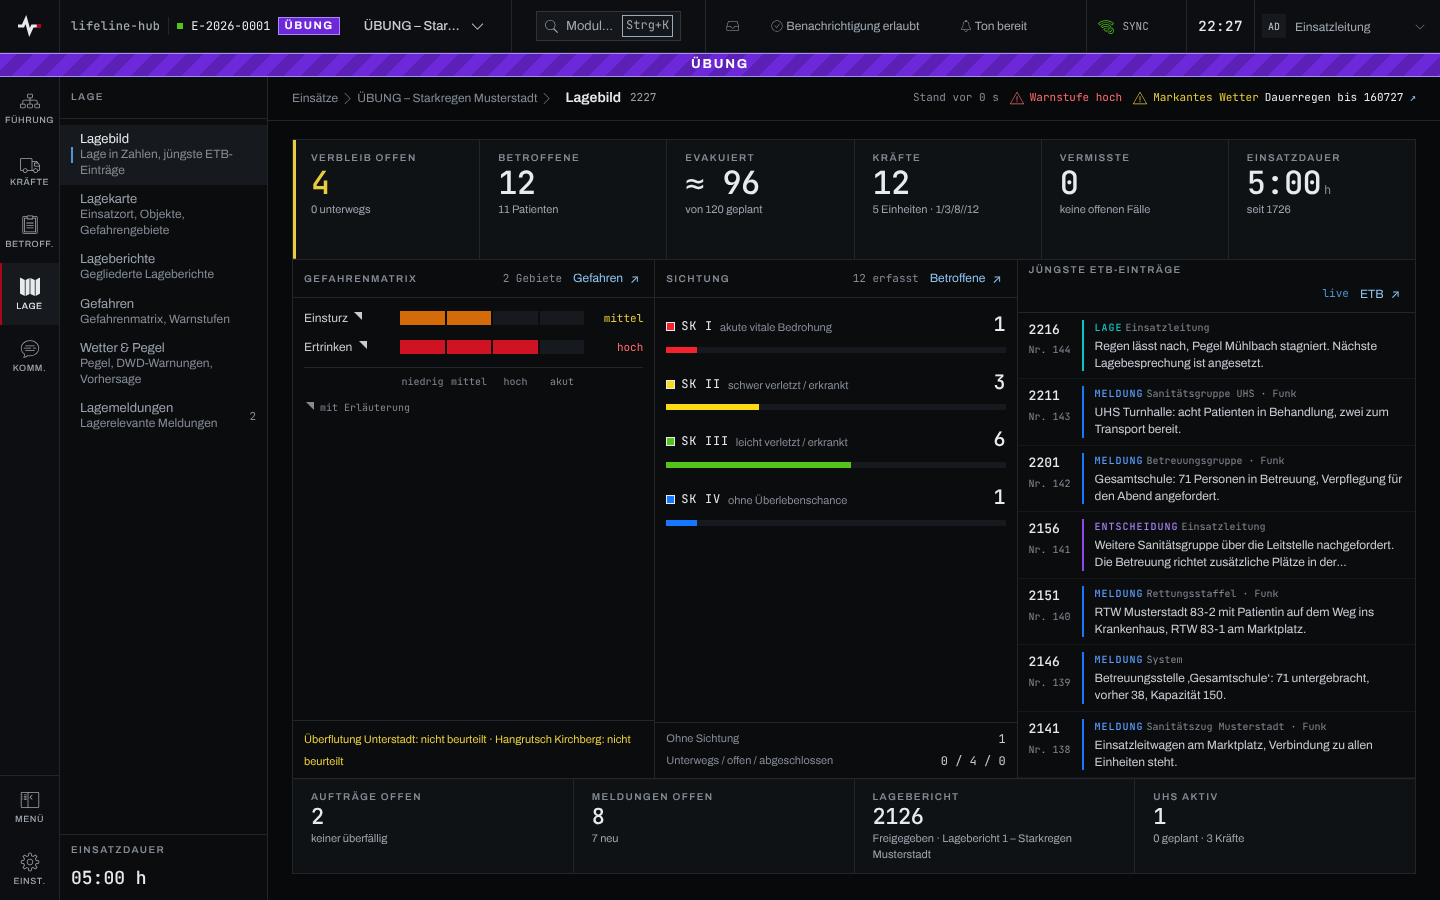 lifeline-hub
E-2026-0001 ÜBUNG
ÜBUNG – Star...
Modul... Strg+K
Benachrichtigung erlaubt
Ton bereit
SYNC
22:27
AD Einsatzleitung
ÜBUNG
FÜHRUNG
KRÄFTE
BETROFF.
LAGE
KOMM.
MENÜ
EINST.
LAGE
Lagebild
Lage in Zahlen, jüngste ETB-
Einträge
Lagekarte
Einsatzort, Objekte,
Gefahrengebiete
Lageberichte
Gegliederte Lageberichte
Gefahren
Gefahrenmatrix, Warnstufen
Wetter & Pegel
Pegel, DWD-Warnungen,
Vorhersage
Lagemeldungen
Lagerelevante Meldungen 2
EINSATZDAUER
05:00 h
Einsätze > ÜBUNG – Starkregen Musterstadt > Lagebild 2227
Stand vor 0 s Warnstufe hoch Markantes Wetter Dauerregen bis 160727 ↗
VERBLEIB OFFEN
4
0 unterwegs
BETROFFENE
12
11 Patienten
EVAKUIERT
≈ 96
von 120 geplant
KRÄFTE
12
5 Einheiten · 1/3/8//12
VERMISSTE
0
keine offenen Fälle
EINSATZDAUER
5:00 h
seit 1726
GEFAHRENMATRIX 2 Gebiete Gefahren ↗
Einsturz mittel
Ertrinken hoch
niedrig mittel hoch akut
mit Erläuterung
Überflutung Unterstadt: nicht beurteilt · Hangrutsch Kirchberg: nicht
beurteilt
SICHTUNG 12 erfasst Betroffene ↗
SK I akute vitale Bedrohung 1
SK II schwer verletzt / erkrankt 3
SK III leicht verletzt / erkrankt 6
SK IV ohne Überlebenschance 1
Ohne Sichtung 1
Unterwegs / offen / abgeschlossen 0 / 4 / 0
JÜNGSTE ETB-EINTRÄGE
live ETB ↗
2216 LAGE Einsatzleitung
Nr. 144 Regen lässt nach, Pegel Mühlbach stagniert. Nächste
Lagebesprechung ist angesetzt.
2211 MELDUNG Sanitätsgruppe UHS · Funk
Nr. 143 UHS Turnhalle: acht Patienten in Behandlung, zwei zum
Transport bereit.
2201 MELDUNG Betreuungsgruppe · Funk
Nr. 142 Gesamtschule: 71 Personen in Betreuung, Verpflegung für
den Abend angefordert.
2156 ENTSCHEIDUNG Einsatzleitung
Nr. 141 Weitere Sanitätsgruppe über die Leitstelle nachgefordert.
Die Betreuung richtet zusätzliche Plätze in der...
2151 MELDUNG Rettungsstaffel · Funk
Nr. 140 RTW Musterstadt 83-2 mit Patientin auf dem Weg ins
Krankenhaus, RTW 83-1 am Marktplatz.
2146 MELDUNG System
Nr. 139 Betreuungsstelle ‚Gesamtschule‘: 71 untergebracht,
vorher 38, Kapazität 150.
2141 MELDUNG Sanitätszug Musterstadt · Funk
Nr. 138 Einsatzleitwagen am Marktplatz, Verbindung zu allen
Einheiten steht.
AUFTRÄGE OFFEN
2
keiner überfällig
MELDUNGEN OFFEN
8
7 neu
LAGEBERICHT
2126
Freigegeben · Lagebericht 1 – Starkregen
Musterstadt
UHS AKTIV
1
0 geplant · 3 Kräfte